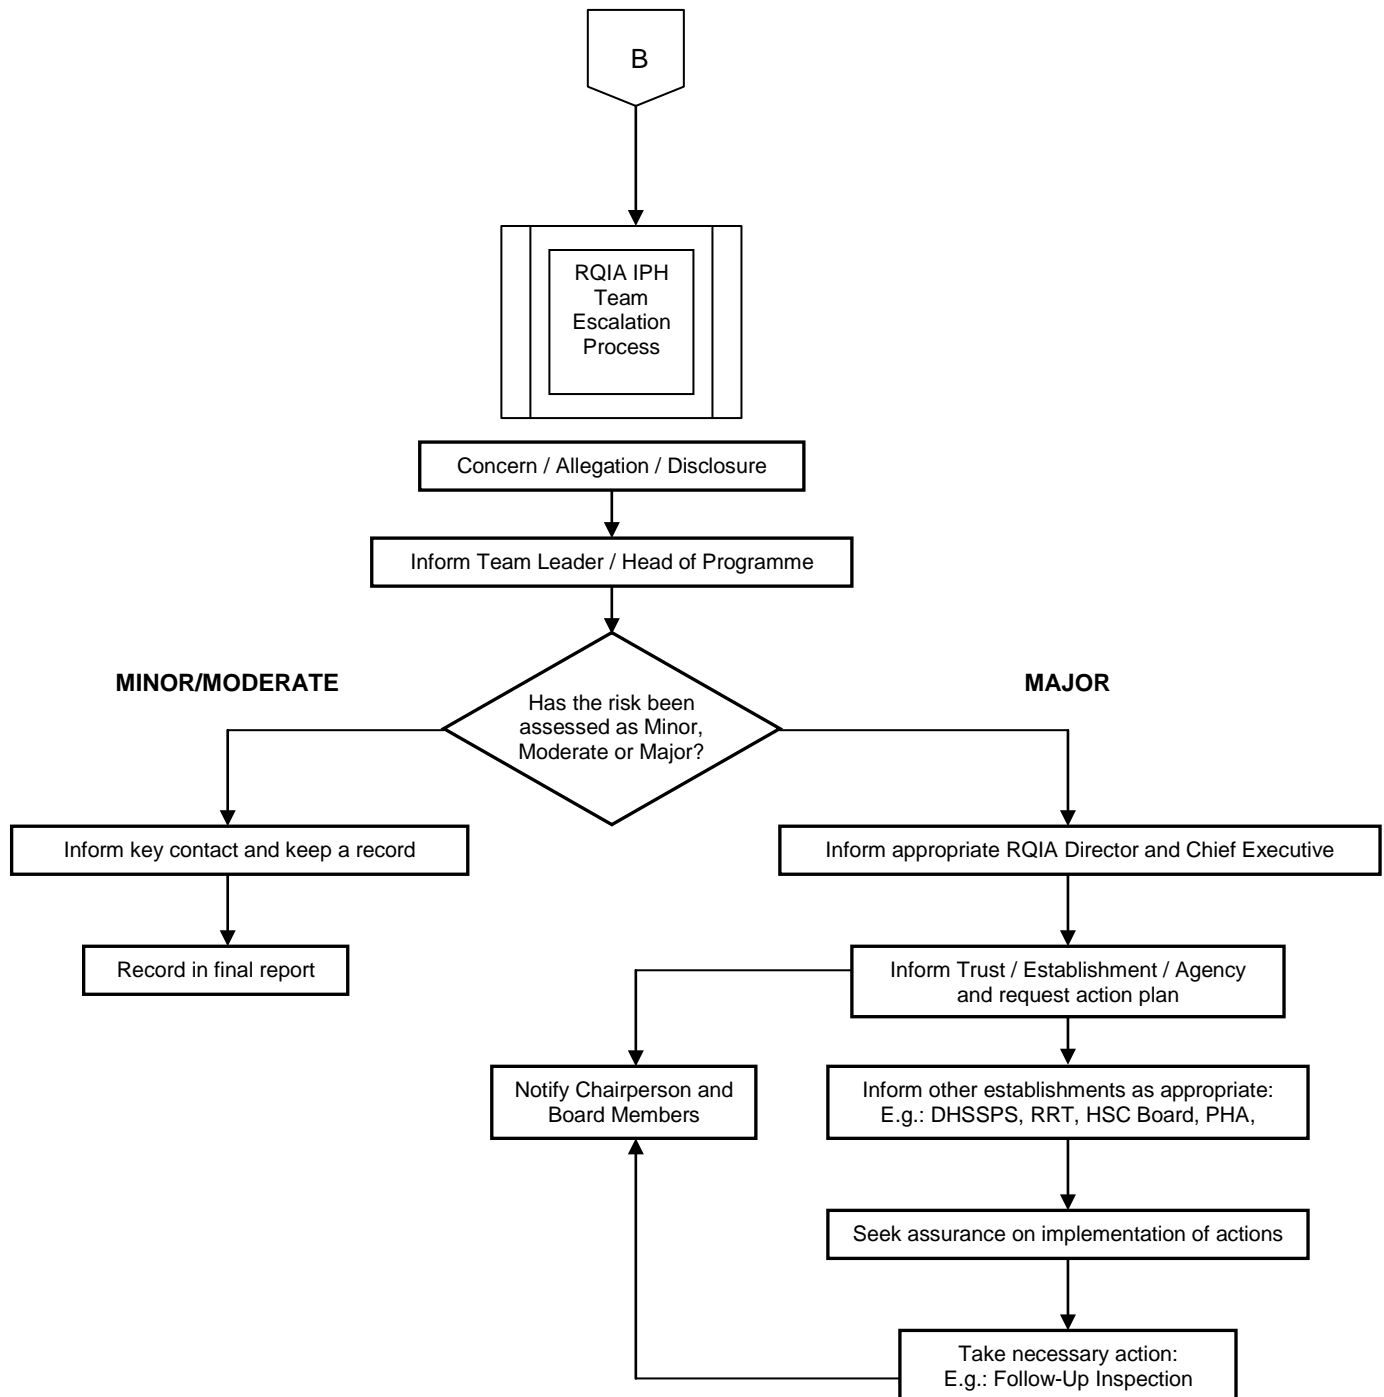 B
RQIA IPH
Team
Escalation
Process
Concern / Allegation / Disclosure
Inform Team Leader / Head of Programme
MINOR/MODERATE
MAJOR
Has the risk been
assessed as Minor,
Moderate or Major?
Inform key contact and keep a record
Inform appropriate RQIA Director and Chief Executive
Record in final report
Inform Trust / Establishment / Agency
and request action plan
Notify Chairperson and
Board Members
Inform other establishments as appropriate:
E.g.: DHSSPS, RRT, HSC Board, PHA,
Seek assurance on implementation of actions
Take necessary action:
E.g.: Follow-Up Inspection